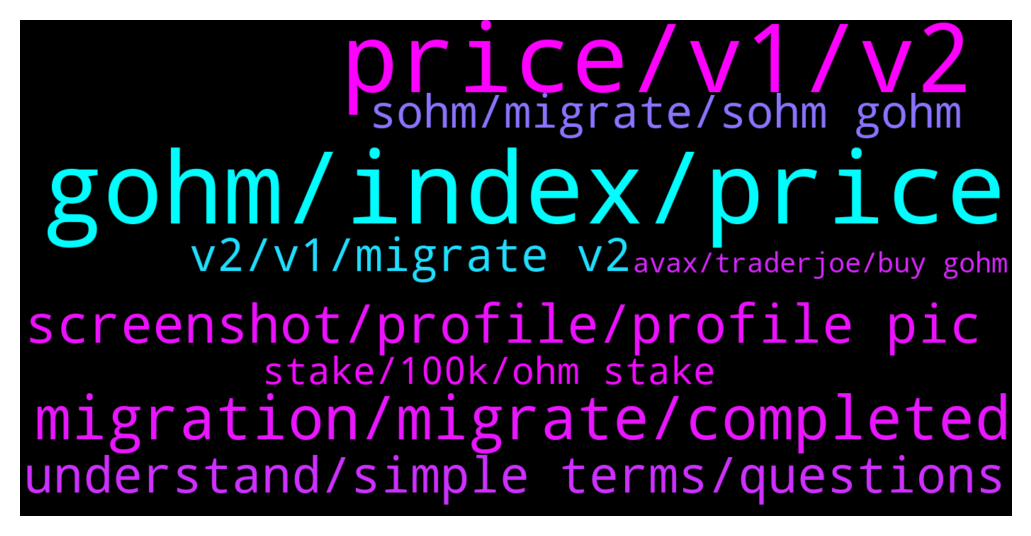 price/v1/v2
sohm/migrate/sohm gohm
gohm/index/price
v2/v1/migrate v2
avax/traderjoe/buy gohm
screenshot/profile/profile pic
stake/100k/ohm stake
migration/migrate/completed
understand/simple terms/questions